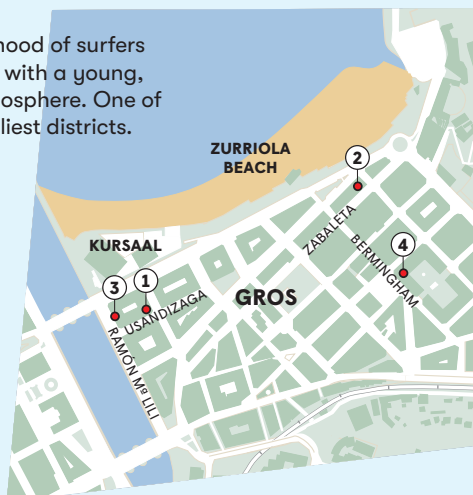 hood of surfers
with a young,
osphere. One of
liest districts.
ZURRIOLA
BEACH
2
ZABALETA
BERMINGHAM
4
KURSAAL
3
1
USANDIZAGA
GROS
RAMÓN Mª LILI